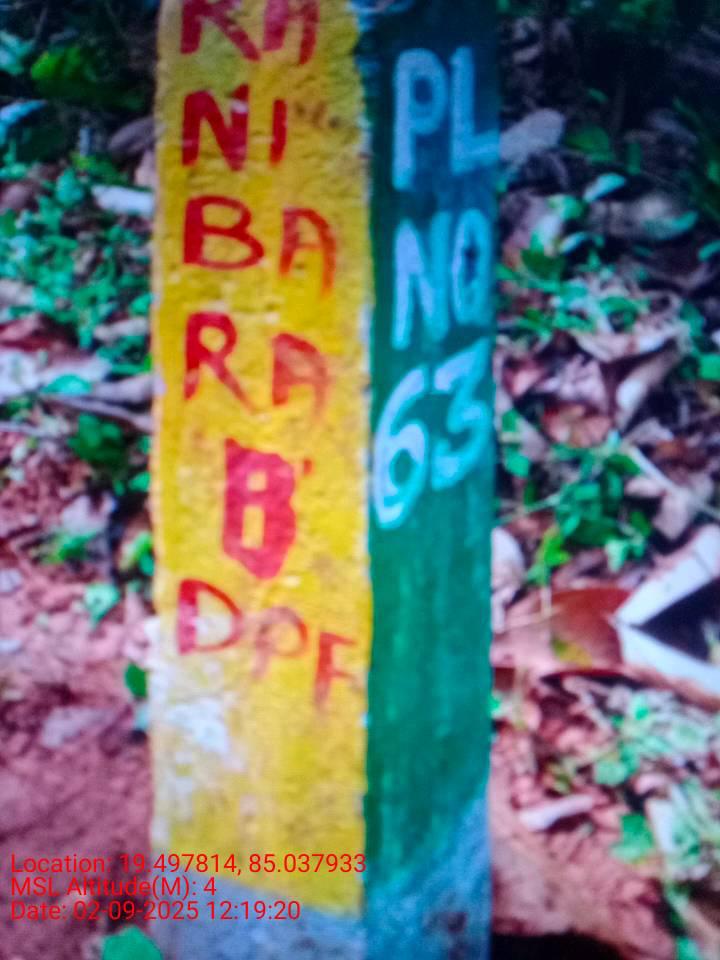 RA
NI
BA
RA
B
DPF
PL
NO
63
Location: 19.497814, 85.037933
MSL Altitude(M): 4
Date: 02-09-2025 12:19:20